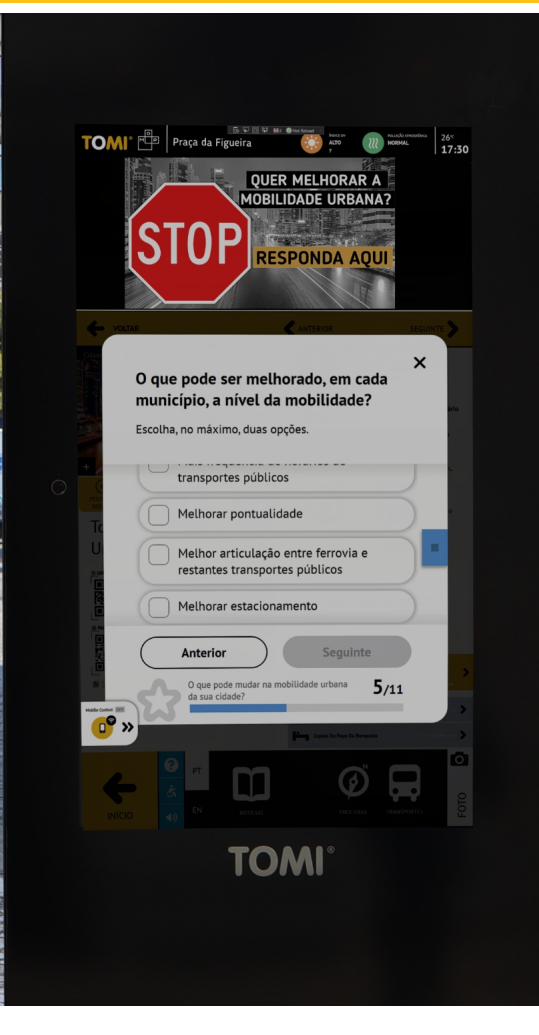 TOMI
Praça da Figueira
ALTO
7
NORMAL
26°
17:30
QUER MELHORAR A
MOBILIDADE URBANA?
STOP
RESPONDA AQUI
VOLTAR
ANTERIOR
SEGUINTE
O que pode ser melhorado, em cada
município, a nível da mobilidade?
Escolha, no máximo, duas opções.
transportes públicos
Melhorar pontualidade
Melhor articulação entre ferrovia e
restantes transportes públicos
Melhorar estacionamento
Anterior
Seguinte
O que pode mudar na mobilidade urbana
da sua cidade?
5/11
INÍCIO
PT
EN
NOTÍCIAS
TRANSPORTES
FOTO
TOMI®